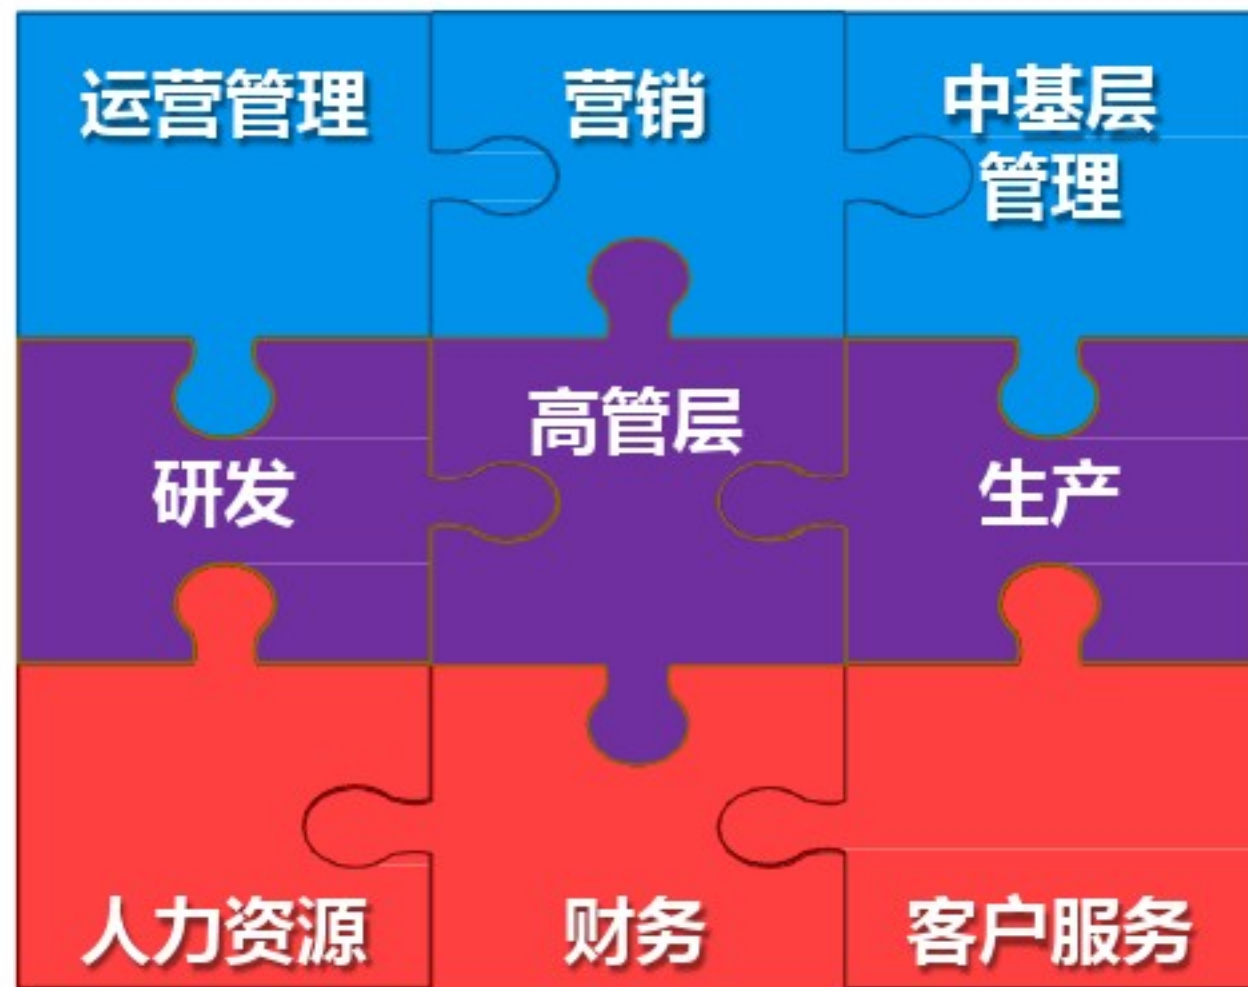 运营管理
营销
中基层
管理
研发
高管层
生产
人力资源
财务
客户服务